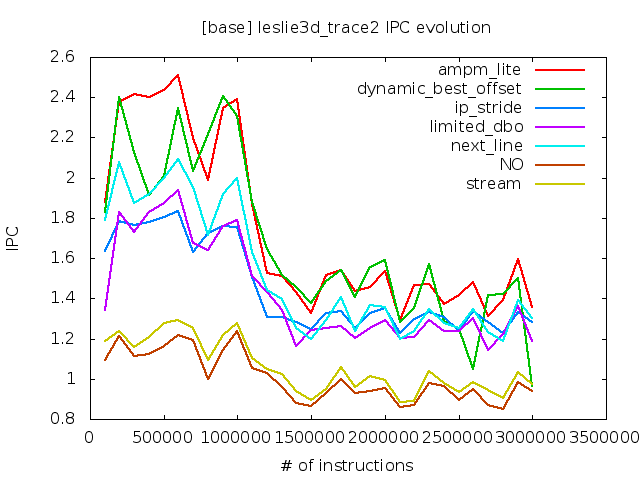 [base] leslie3d_trace2 IPC evolution
2.6
2.4
2.2
2
1.8
1.6
1.4
1.2
1
0.8
IPC
ampm_lite
dynamic_best_offset
ip_stride
limited_dbo
next_line
NO
stream
0 500000 1000000 1500000 2000000 2500000 3000000 3500000
# of instructions